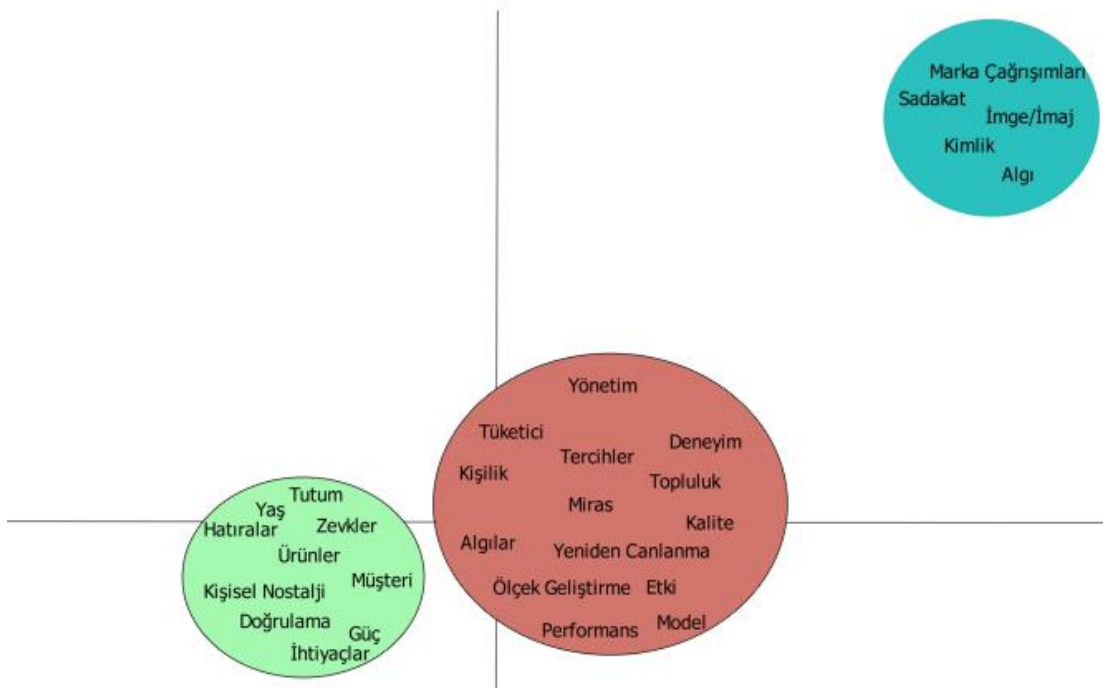 Marka Çağrışımları
Sadakat
İmge/İmaj
Kimlik
Algı
Yönetim
Tüketici
Deneyim
Tercihler
Kişilik
Topluluk
Miras
Kalite
Algılar
Yeniden Canlanma
Ölçek Geliştirme
Etki
Model
Performans
Tutum
Yaş
Hatıralar
Zevkler
Ürünler
Müşteri
Kişisel Nostalji
Doğrulama
Güç
İhtiyaçlar